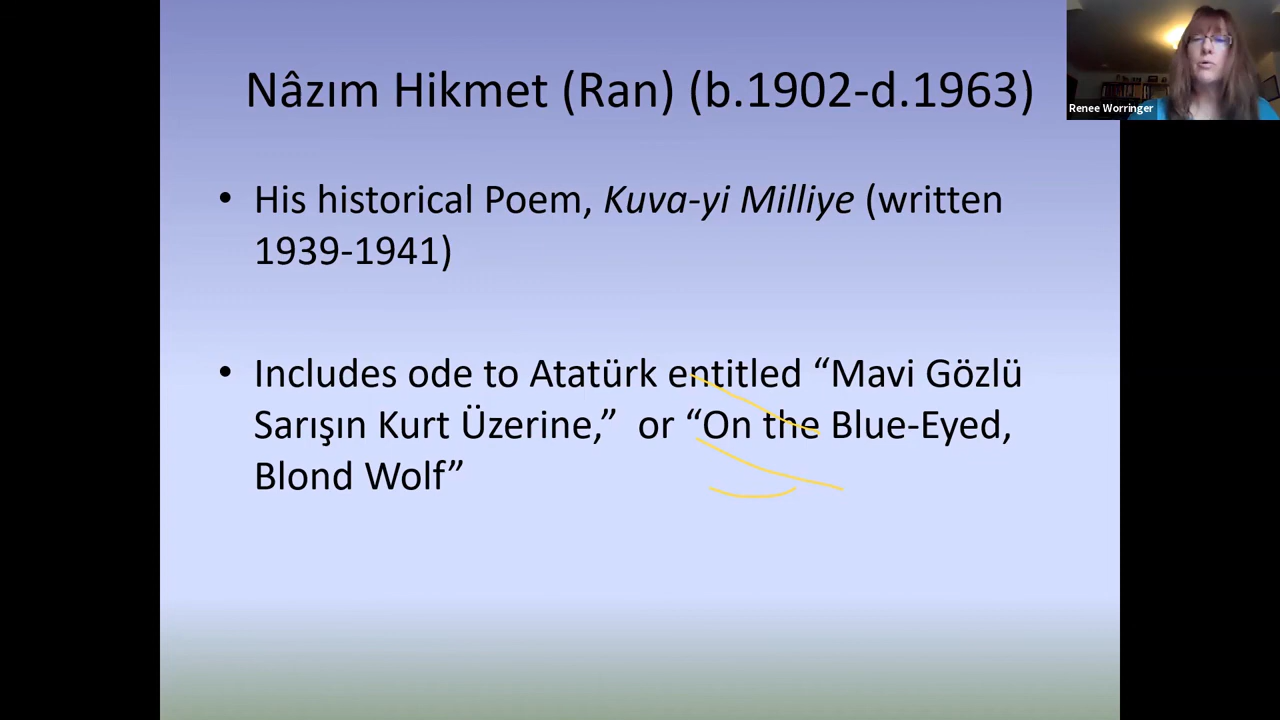 Nâzım Hikmet (Ran) (b.1902-d.1963)
Renee Worringer
• His historical Poem, Kuva-yi Milliye (written
1939-1941)
• Includes ode to Atatürk entitled “Mavi Gözlü
Sarışın Kurt Üzerine,” or “On the Blue-Eyed,
Blond Wolf”